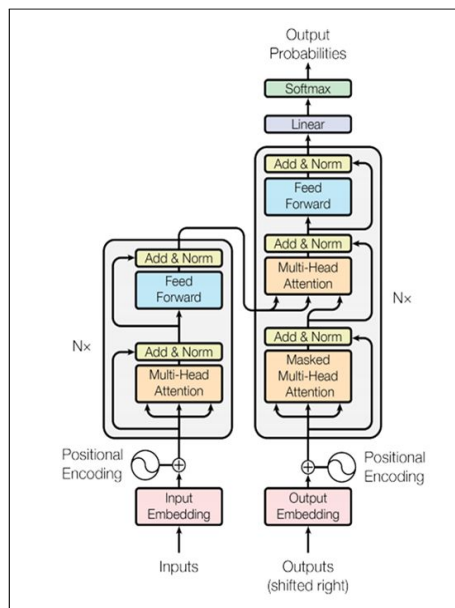 Output
Probabilities
Softmax
Linear
Add & Norm
Feed
Forward
Add & Norm
Multi-Head
Attention
Add & Norm
Masked
Multi-Head
Attention
N×
Positional
Encoding
Output
Embedding
Outputs
(shifted right)
Add & Norm
Feed
Forward
Add & Norm
Multi-Head
Attention
N×
Positional
Encoding
Input
Embedding
Inputs